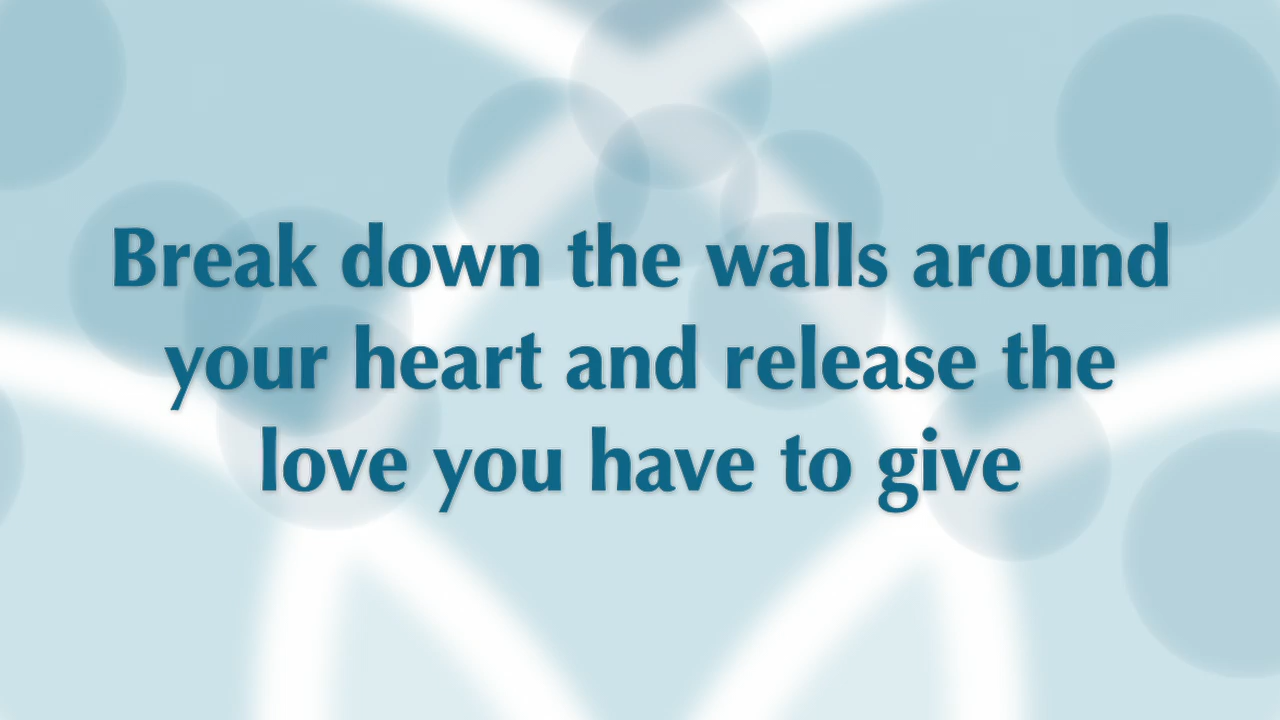 Break down the walls around
your heart and release the
love you have to give